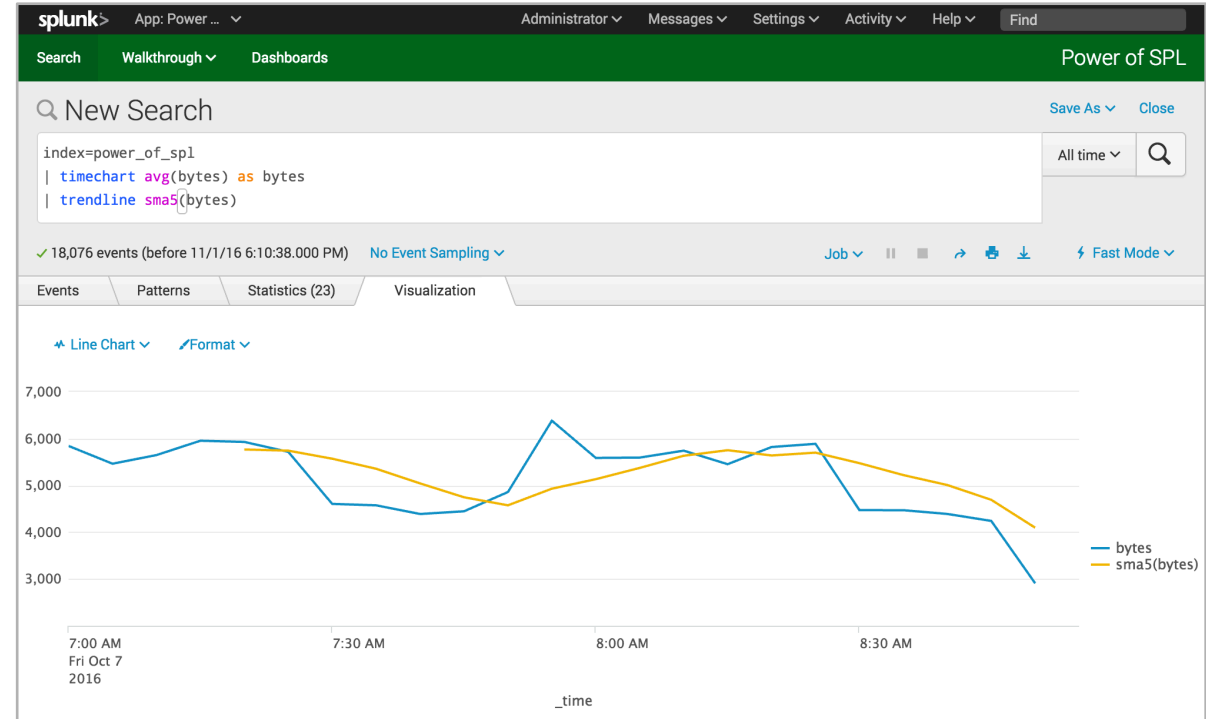 splunk> App: Power ... Administrator Messages Settings Activity Help Find
Search Walkthrough Dashboards Power of SPL
New Search Save As Close
index=power_of_spl
| timechart avg(bytes) as bytes
| trendline sma5(bytes)
All time
18,076 events (before 11/1/16 6:10:38.000 PM) No Event Sampling Job Fast Mode
Events Patterns Statistics (23) Visualization
Line Chart Format
7,000
6,000
5,000
4,000
3,000
bytes
sma5(bytes)
7:00 AM 7:30 AM 8:00 AM 8:30 AM
Fri Oct 7
2016
_time